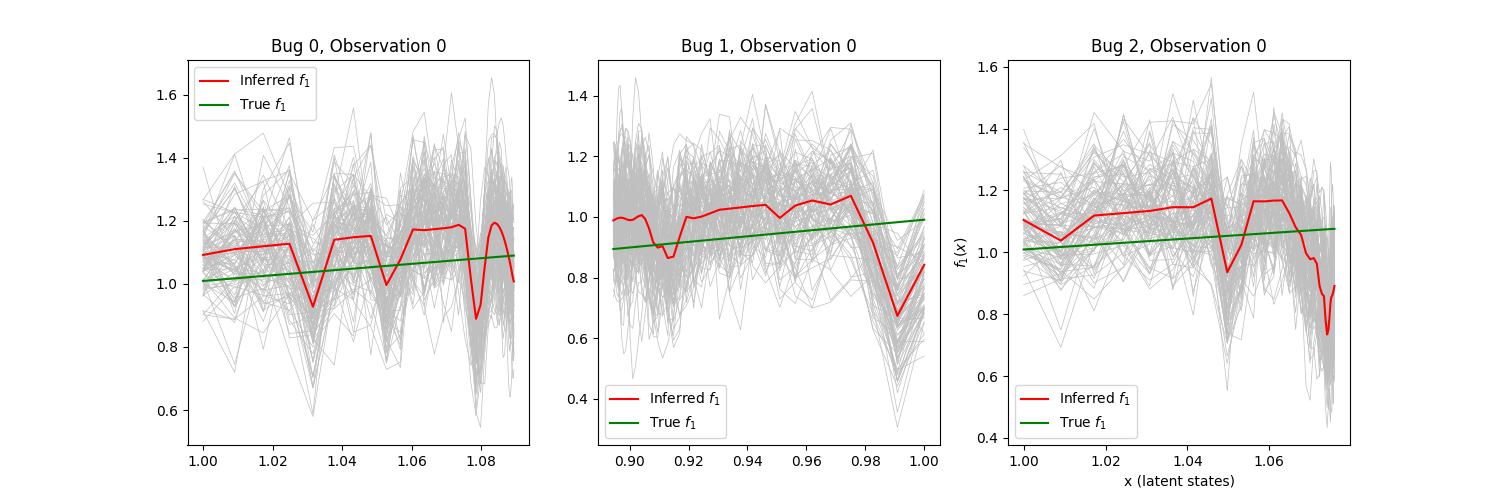 Bug 0, Observation 0
Inferred f₁
True f₁
1.6
1.4
1.2
1.0
0.8
0.6
1.00 1.02 1.04 1.06 1.08
Bug 1, Observation 0
1.4
1.2
1.0
0.8
0.6
0.4
Inferred f₁
True f₁
0.90 0.92 0.94 0.96 0.98 1.00
Bug 2, Observation 0
f₁(x)
1.6
1.4
1.2
1.0
0.8
0.6
0.4
Inferred f₁
True f₁
1.00 1.02 1.04 1.06
x (latent states)